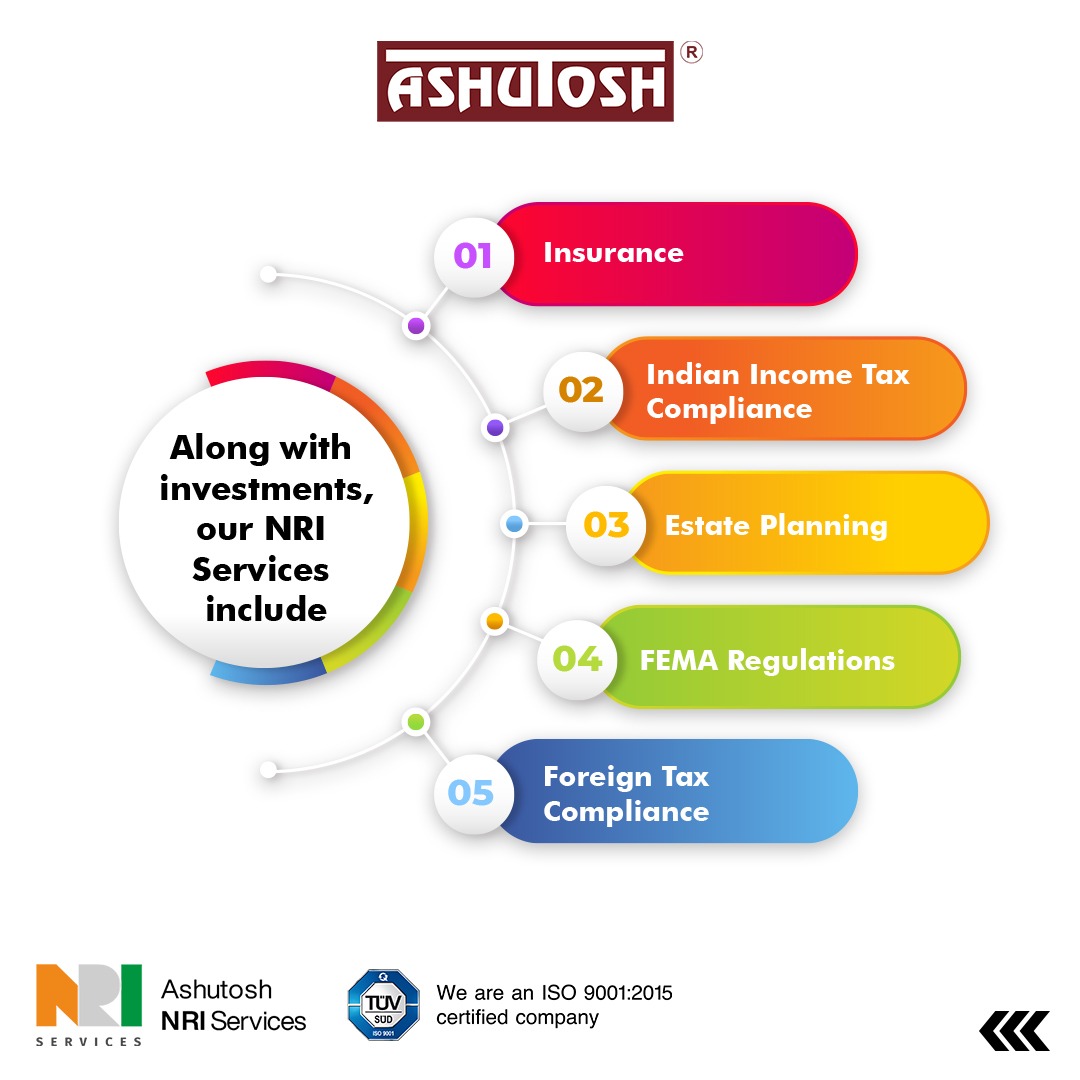 ASHUTOSH ®
01
Insurance
02
Indian Income Tax
Compliance
Along with
investments,
our NRI
Services
include
03
Estate Planning
04
FEMA Regulations
05
Foreign Tax
Compliance
NRI
SERVICES
Ashutosh
NRI Services
Q
TÜV
SÜD
ISO 9001
We are an ISO 9001:2015
certified company